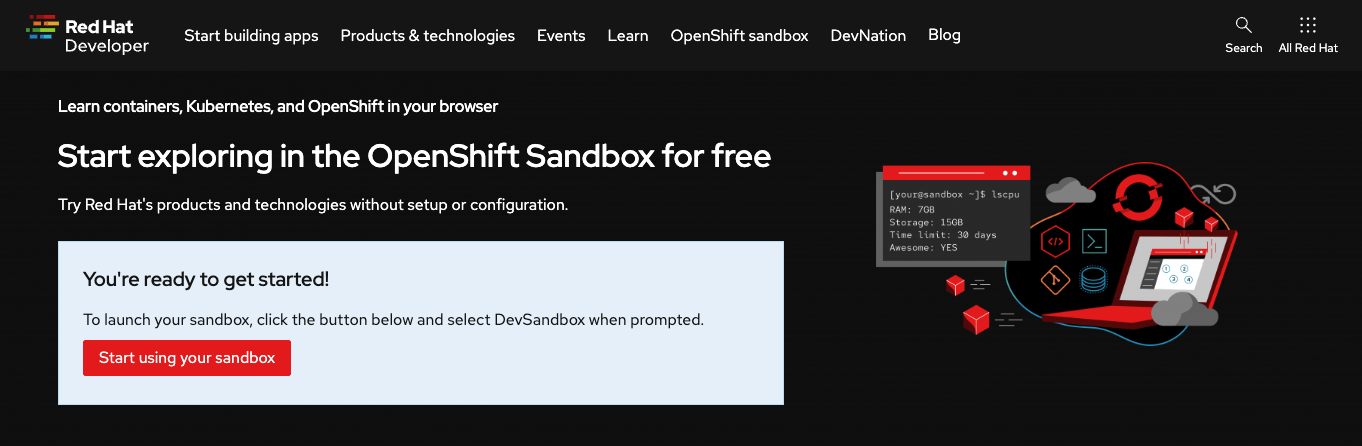 Red Hat
Developer
Start building apps
Products & technologies
Events
Learn
OpenShift sandbox
DevNation
Blog
Search
All Red Hat
Learn containers, Kubernetes, and OpenShift in your browser
Start exploring in the OpenShift Sandbox for free
Try Red Hat's products and technologies without setup or configuration.
You're ready to get started!
To launch your sandbox, click the button below and select DevSandbox when prompted.
Start using your sandbox
[your@sandbox ~]$ lscpu
RAM: 7GB
Storage: 15GB
Time limit: 30 days
Awesome: YES